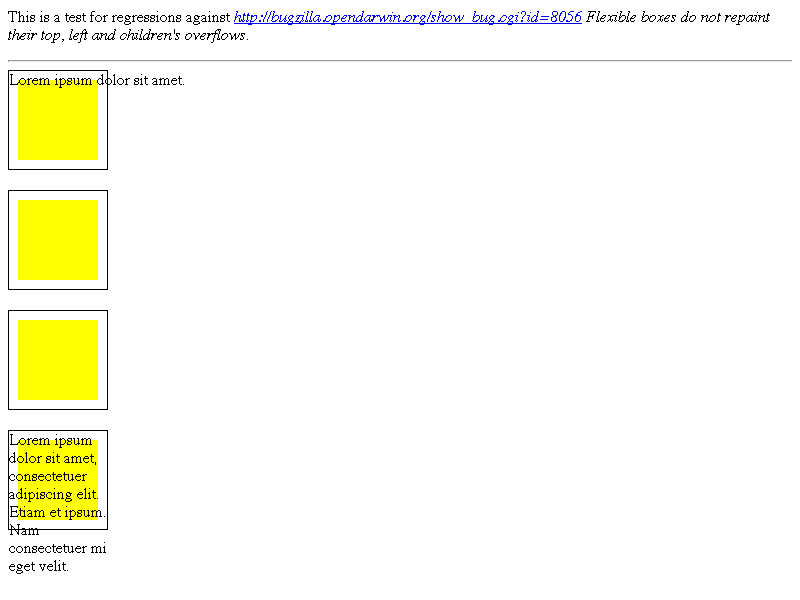 This is a test for regressions against http://bugzilla.opendarwin.org/show_bug.cgi?id=8056 Flexible boxes do not repaint
their top, left and children's overflows.
Lorem ipsum dolor sit amet.
Lorem ipsum
dolor sit amet,
consectetuer
adipiscing elit.
Etiam et ipsum.
Nam
consectetuer mi
eget velit.